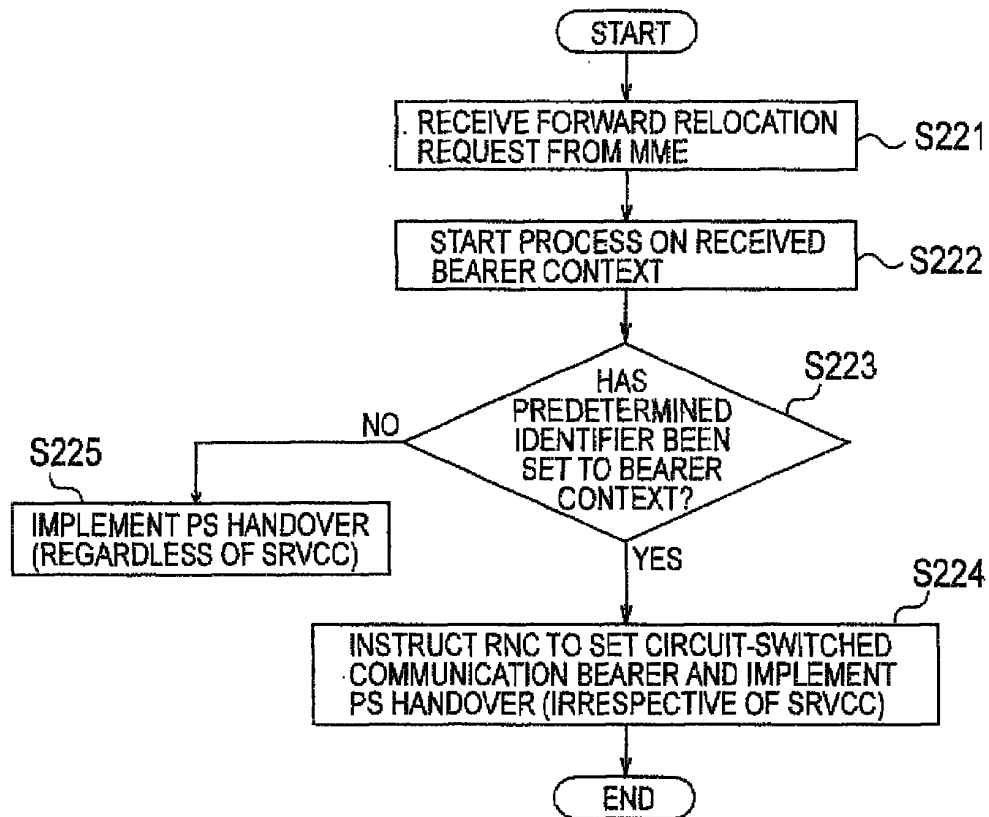 START
RECEIVE FORWARD RELOCATION
REQUEST FROM MME
S221
START PROCESS ON RECEIVED
BEARER CONTEXT
S222
HAS
PREDETERMINED
IDENTIFIER BEEN
SET TO BEARER
CONTEXT?
S223
NO
S225
IMPLEMENT PS HANDOVER
(REGARDLESS OF SRVCC)
YES
S224
INSTRUCT RNC TO SET CIRCUIT-SWITCHED
COMMUNICATION BEARER AND IMPLEMENT
PS HANDOVER (IRRESPECTIVE OF SRVCC)
END